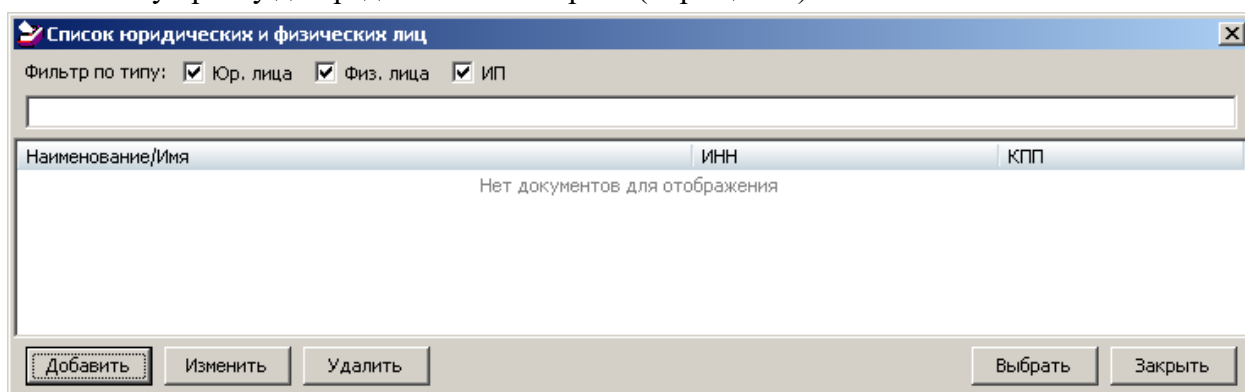 Список юридических и физических лиц
Фильтр по типу: Юр. лица Физ. лица ИП
Наименование/Имя ИНН КПП
Нет документов для отображения
Добавить Изменить Удалить Выбрать Закрыть